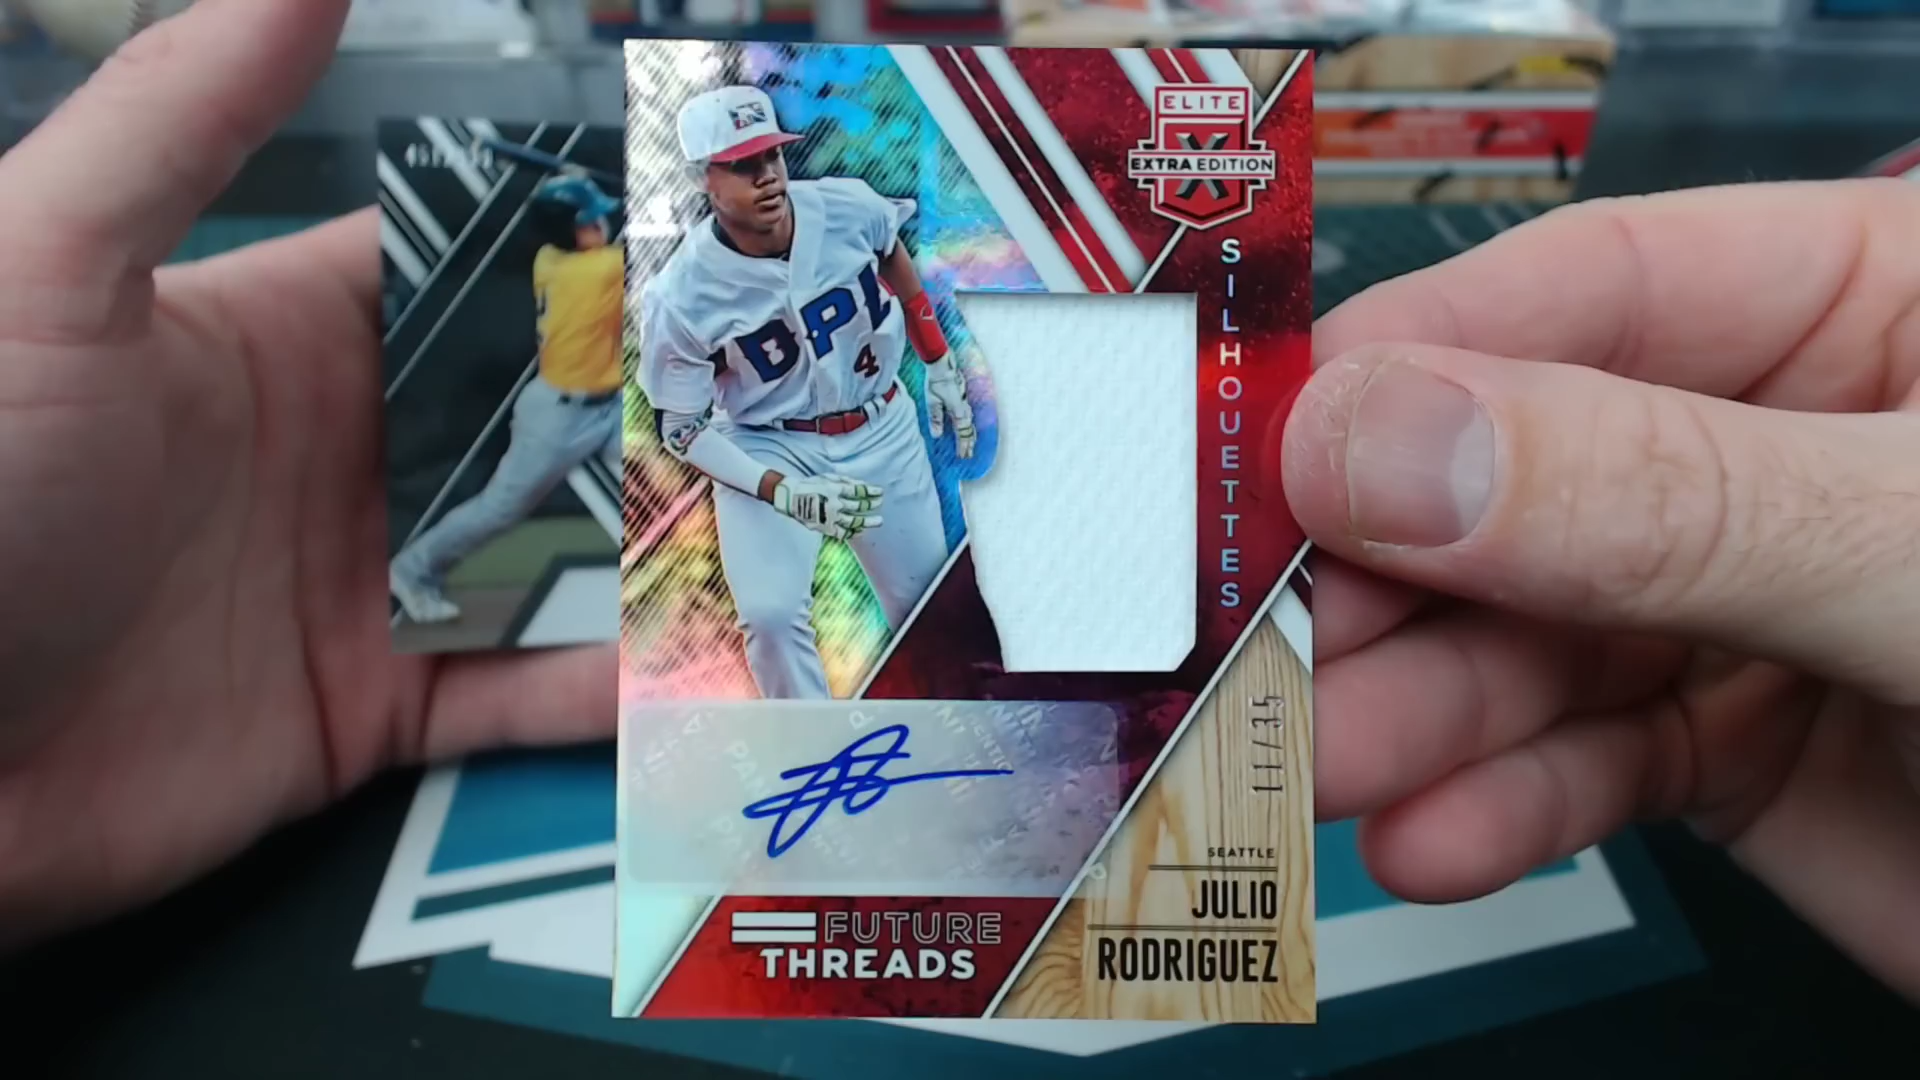 ELITE
X
EXTRA EDITION
SILHOUETTES
DPL
4
11/35
SEATTLE
JULIO
RODRIGUEZ
FUTURE
THREADS